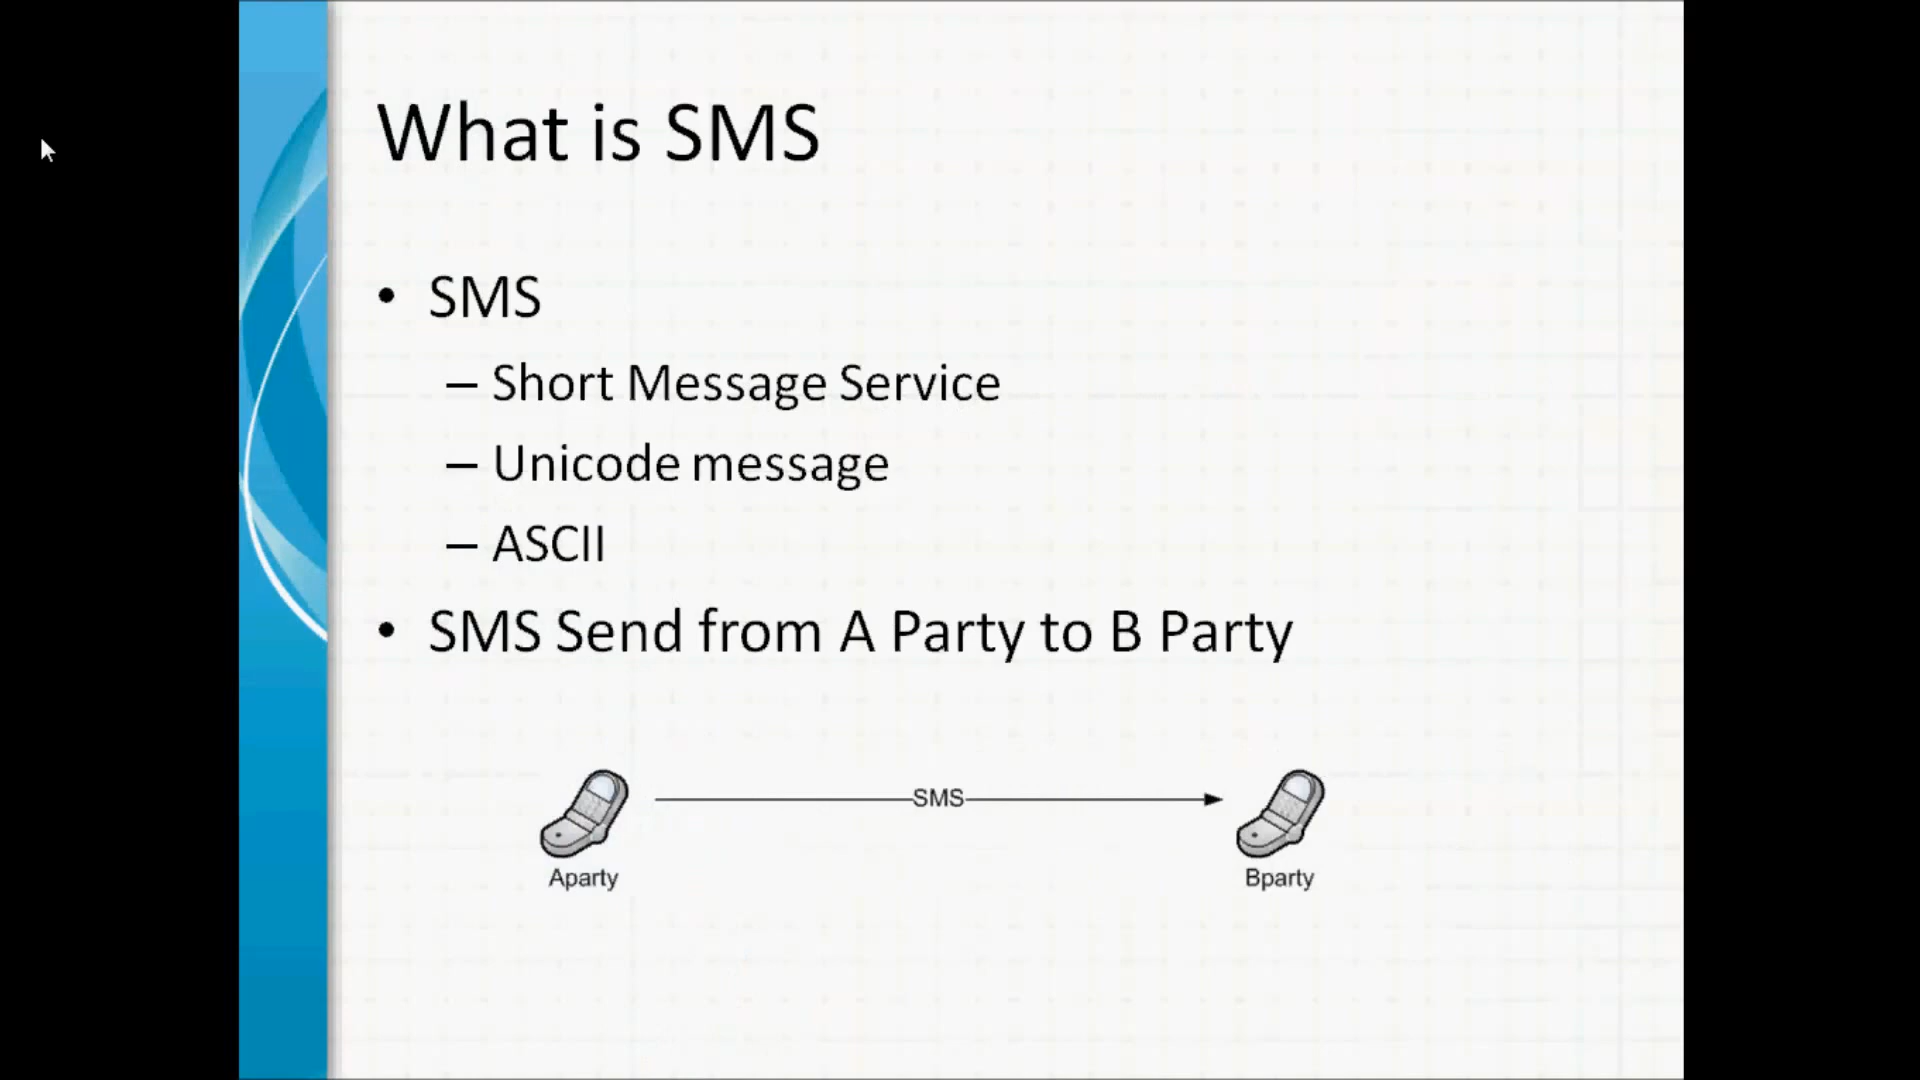 What is SMS
• SMS
– Short Message Service
– Unicode message
– ASCII
• SMS Send from A Party to B Party
SMS
Aparty
Bparty